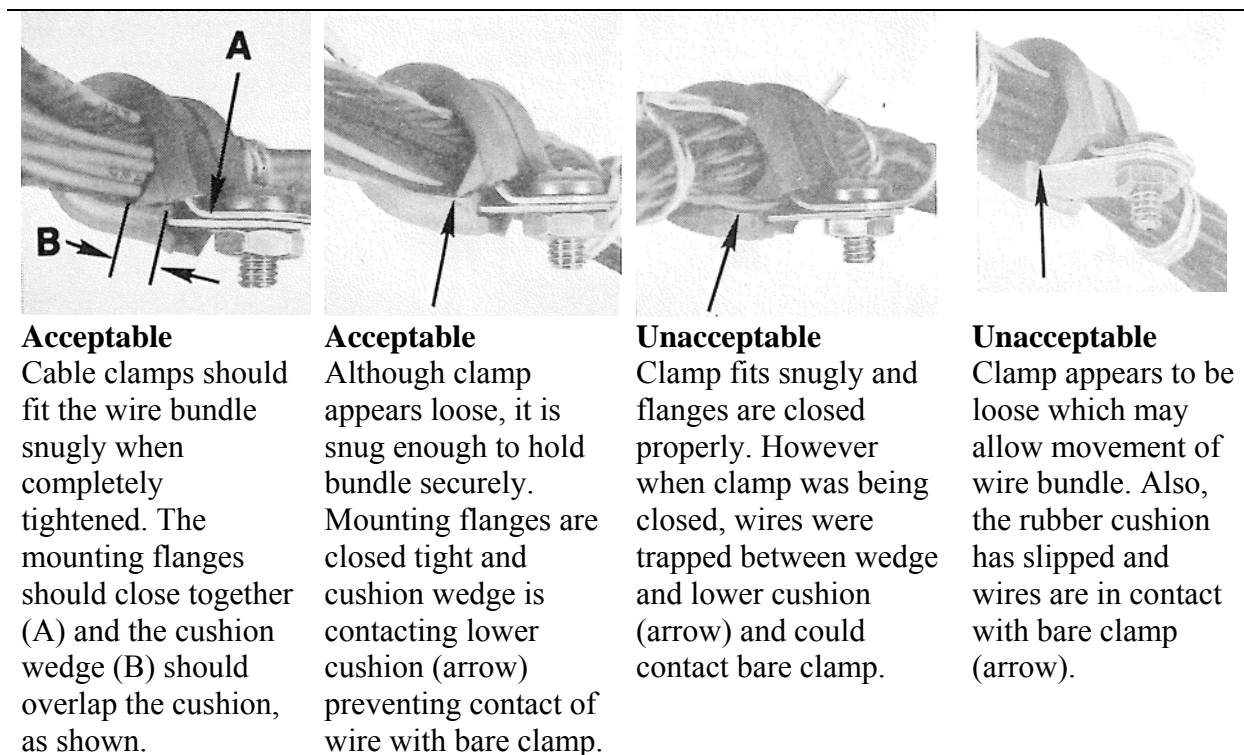 A
B
Acceptable
Cable clamps should
fit the wire bundle
snugly when
completely
tightened. The
mounting flanges
should close together
(A) and the cushion
wedge (B) should
overlap the cushion,
as shown.
Acceptable
Although clamp
appears loose, it is
snug enough to hold
bundle securely.
Mounting flanges are
closed tight and
cushion wedge is
contacting lower
cushion (arrow)
preventing contact of
wire with bare clamp.
Unacceptable
Clamp fits snugly and
flanges are closed
properly. However
when clamp was being
closed, wires were
trapped between wedge
and lower cushion
(arrow) and could
contact bare clamp.
Unacceptable
Clamp appears to be
loose which may
allow movement of
wire bundle. Also,
the rubber cushion
has slipped and
wires are in contact
with bare clamp
(arrow).